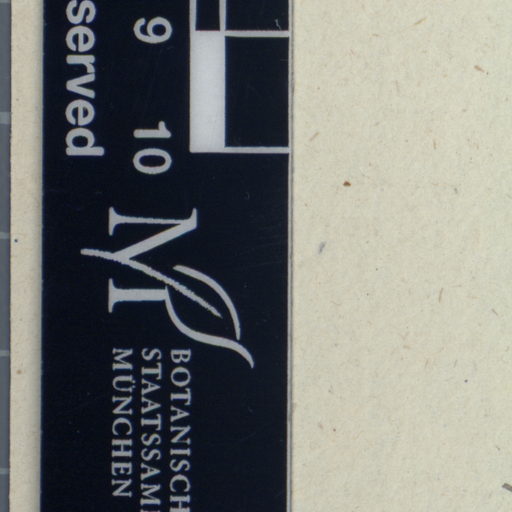 served
9 10
BOTANISCH
STAATSSAM
MÜNCHEN